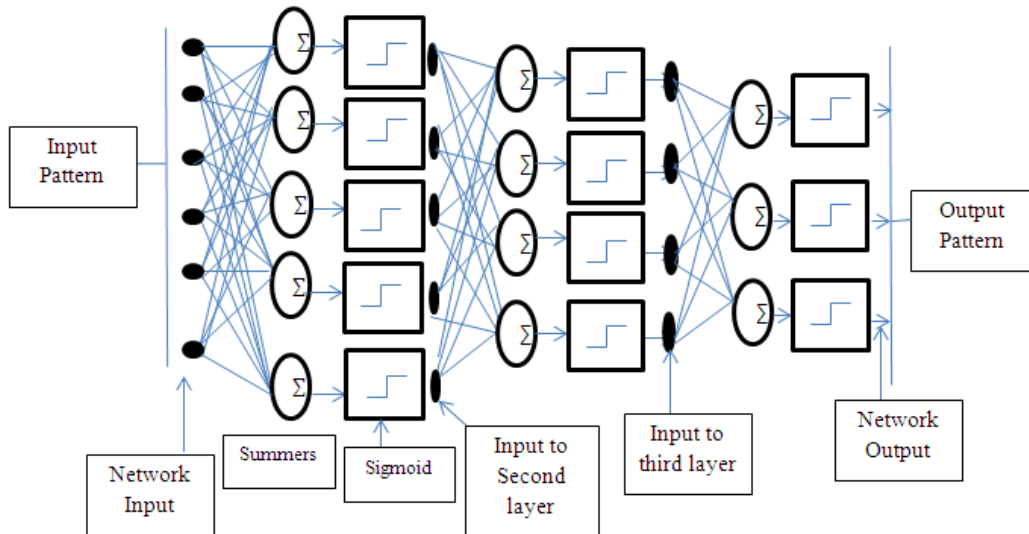 Σ
Σ
Σ
Σ
Σ
Σ
Σ
Σ
Σ
Σ
Σ
Σ
Input
Pattern
Output
Pattern
Summers
Sigmoid
Network
Input
Input to
Second
layer
Input to
third layer
Network
Output